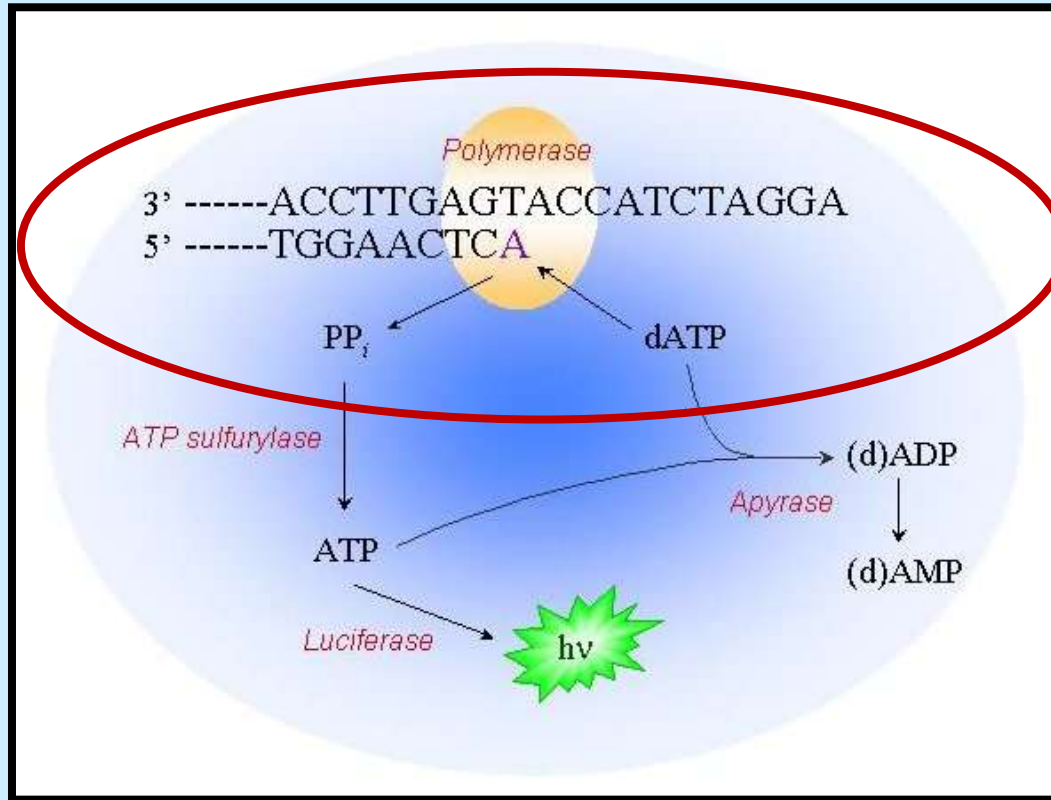 Polymerase
3’ ------ACCTTGAGTACCATCTAGGA
5’ ------TGGAACTCA
PPi
dATP
ATP sulfurylase
(d)ADP
Apyrase
ATP
(d)AMP
Luciferase
hν